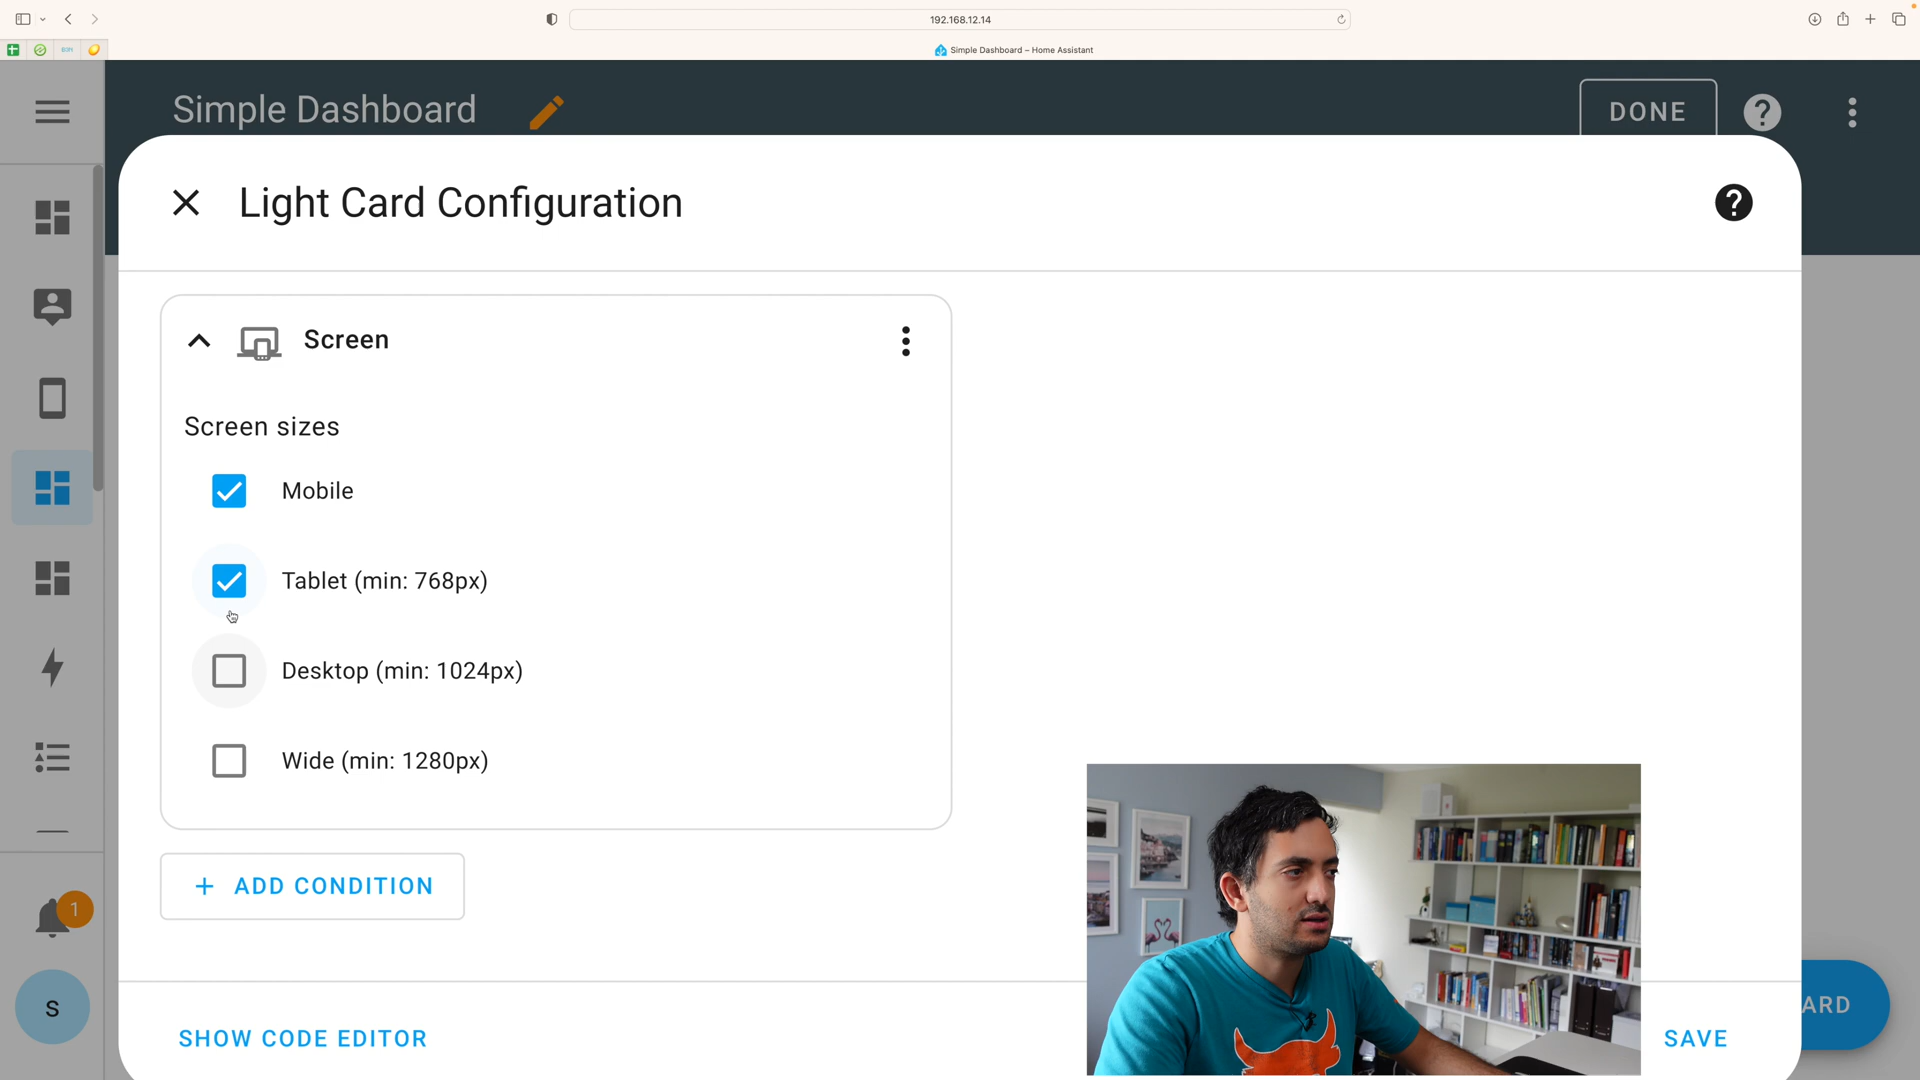 192.168.12.14
Simple Dashboard – Home Assistant
Simple Dashboard
DONE
Light Card Configuration
Screen
Screen sizes
Mobile
Tablet (min: 768px)
Desktop (min: 1024px)
Wide (min: 1280px)
+ ADD CONDITION
1
S
SHOW CODE EDITOR
SAVE
ARD